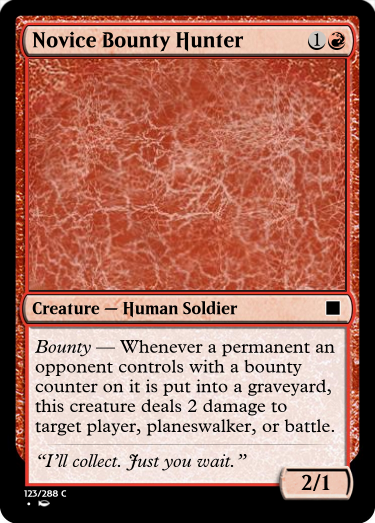 Novice Bounty Hunter 1
Creature — Human Soldier
Bounty — Whenever a permanent an
opponent controls with a bounty
counter on it is put into a graveyard,
this creature deals 2 damage to
target player, planeswalker, or battle.
“I’ll collect. Just you wait.”
2/1
123/288 C